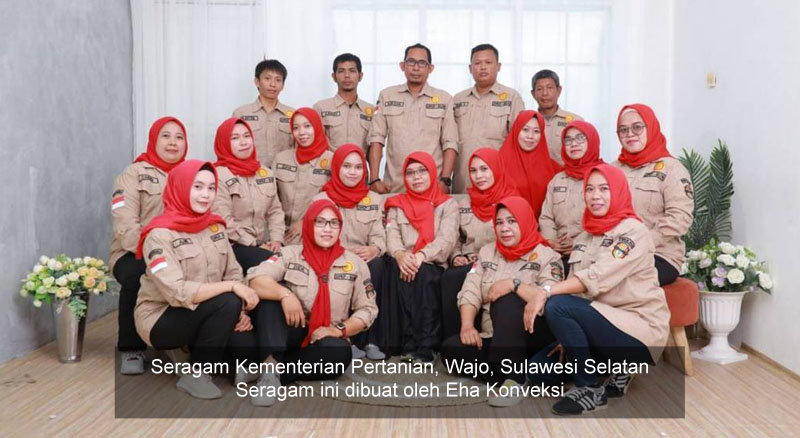 Seragam Kementerian Pertanian, Wajo, Sulawesi Selatan
Seragam ini dibuat oleh Eha Konveksi